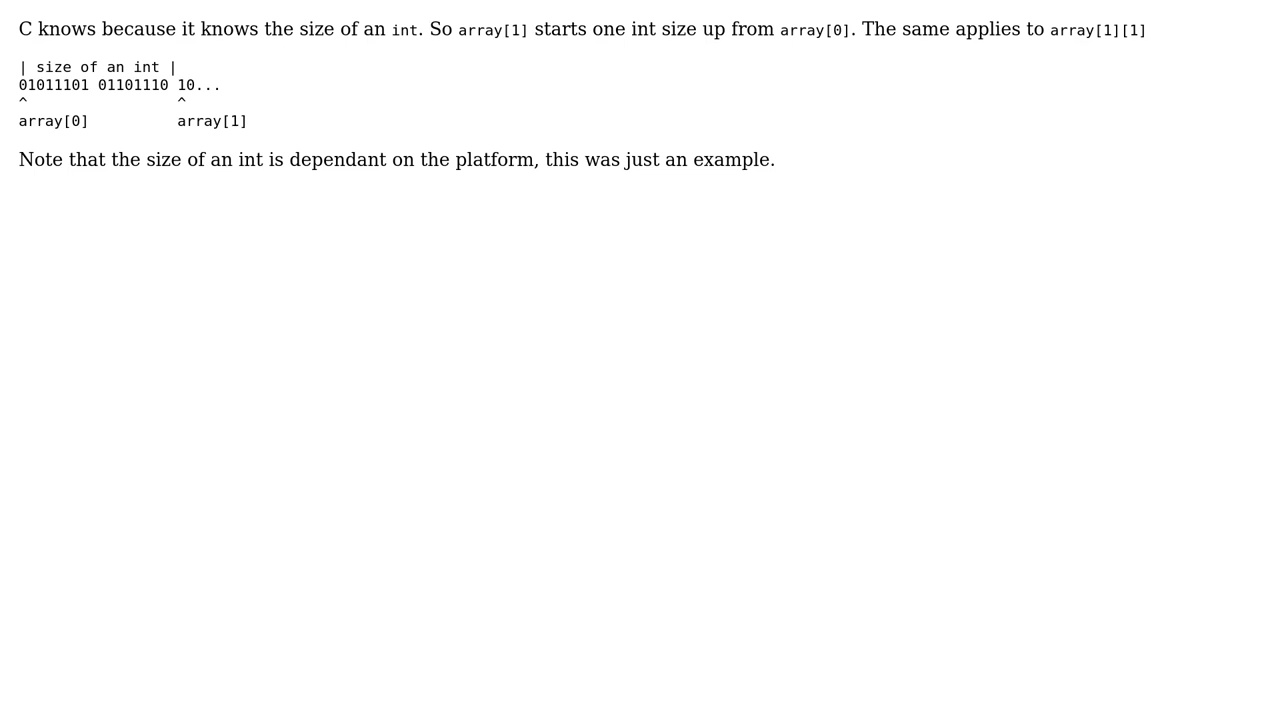 C knows because it knows the size of an int. So array[1] starts one int size up from array[0]. The same applies to array[1][1]
| size of an int |
01011101 01101110 10...
^                 ^
array[0]          array[1]
Note that the size of an int is dependant on the platform, this was just an example.